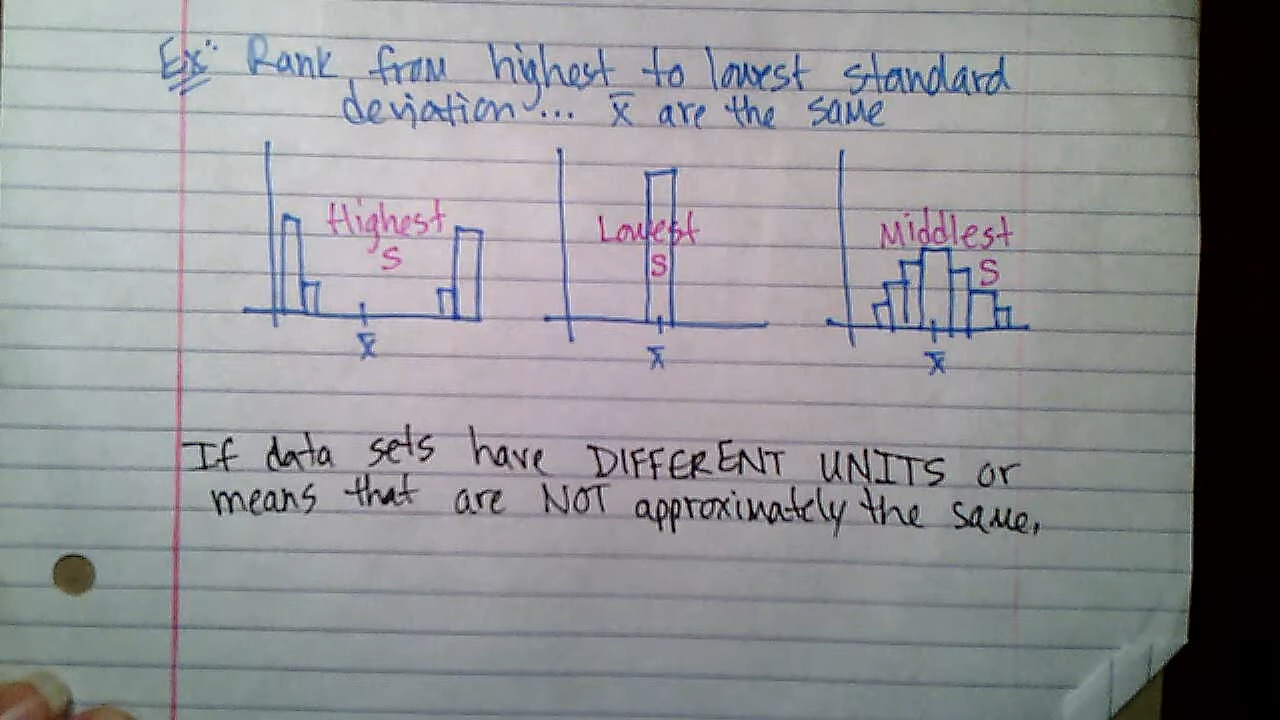 Ex: Rank from highest to lowest standard
deviation... x̄ are the same
Highest
S
Lowest
S
Middlest
S
x̄
x̄
x̄
If data sets have DIFFERENT UNITS or
means that are NOT approximately the same,